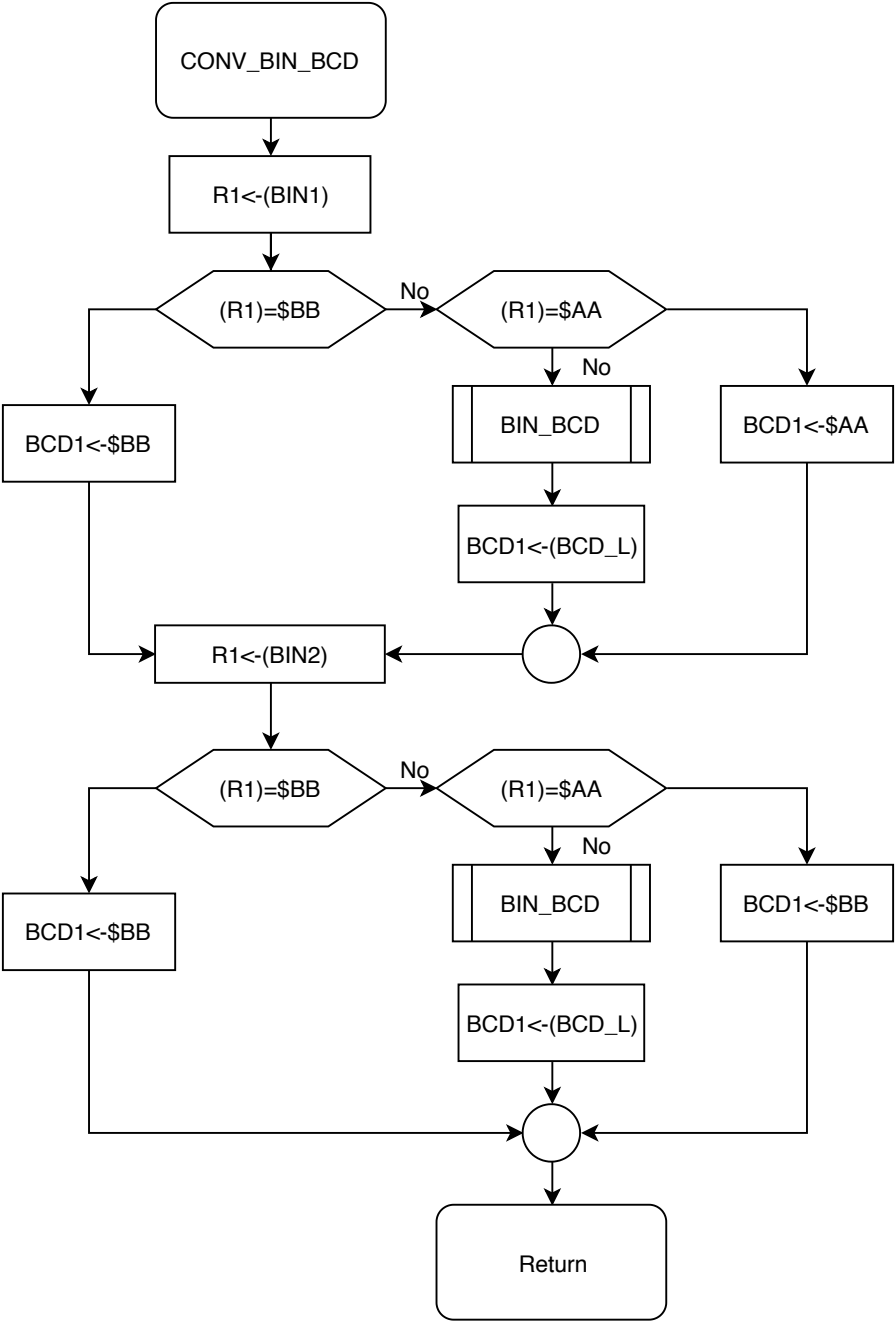 CONV_BIN_BCD
R1<-(BIN1)
(R1)=$BB
No
(R1)=$AA
No
BCD1<-$BB
BIN_BCD
BCD1<-$AA
BCD1<-(BCD_L)
R1<-(BIN2)
(R1)=$BB
No
(R1)=$AA
No
BCD1<-$BB
BIN_BCD
BCD1<-$BB
BCD1<-(BCD_L)
Return